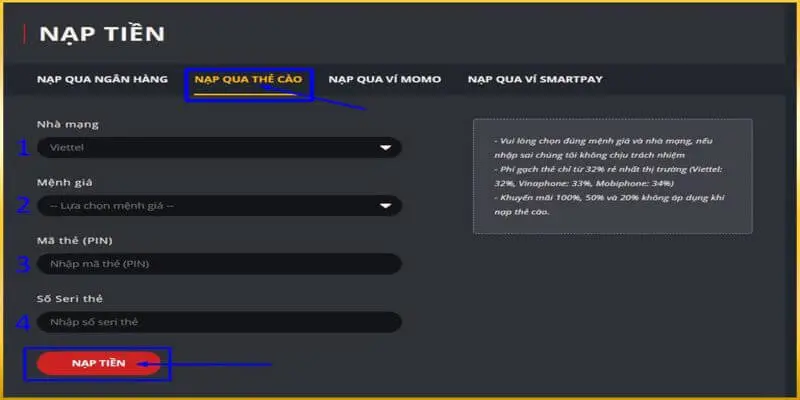 NẠP TIỀN
NẠP QUA NGÂN HÀNG NẠP QUA THẺ CÀO NẠP QUA VÍ MOMO NẠP QUA VÍ SMARTPAY
Nhà mạng
1 Viettel
Mệnh giá
2 -- Lựa chọn mệnh giá --
Mã thẻ (PIN)
3 Nhập mã thẻ (PIN)
Số Seri thẻ
4 Nhập số seri thẻ
NẠP TIỀN
- Vui lòng chọn đúng mệnh giá và nhà mạng, nếu
nhập sai chúng tôi không chịu trách nhiệm
- Phí gạch thẻ chỉ từ 32% rẻ nhất thị trường (Viettel:
32%, Vinaphone: 33%, Mobiphone: 34%)
- Khuyến mãi 100%, 50% và 20% không áp dụng khi
nạp thẻ cào.